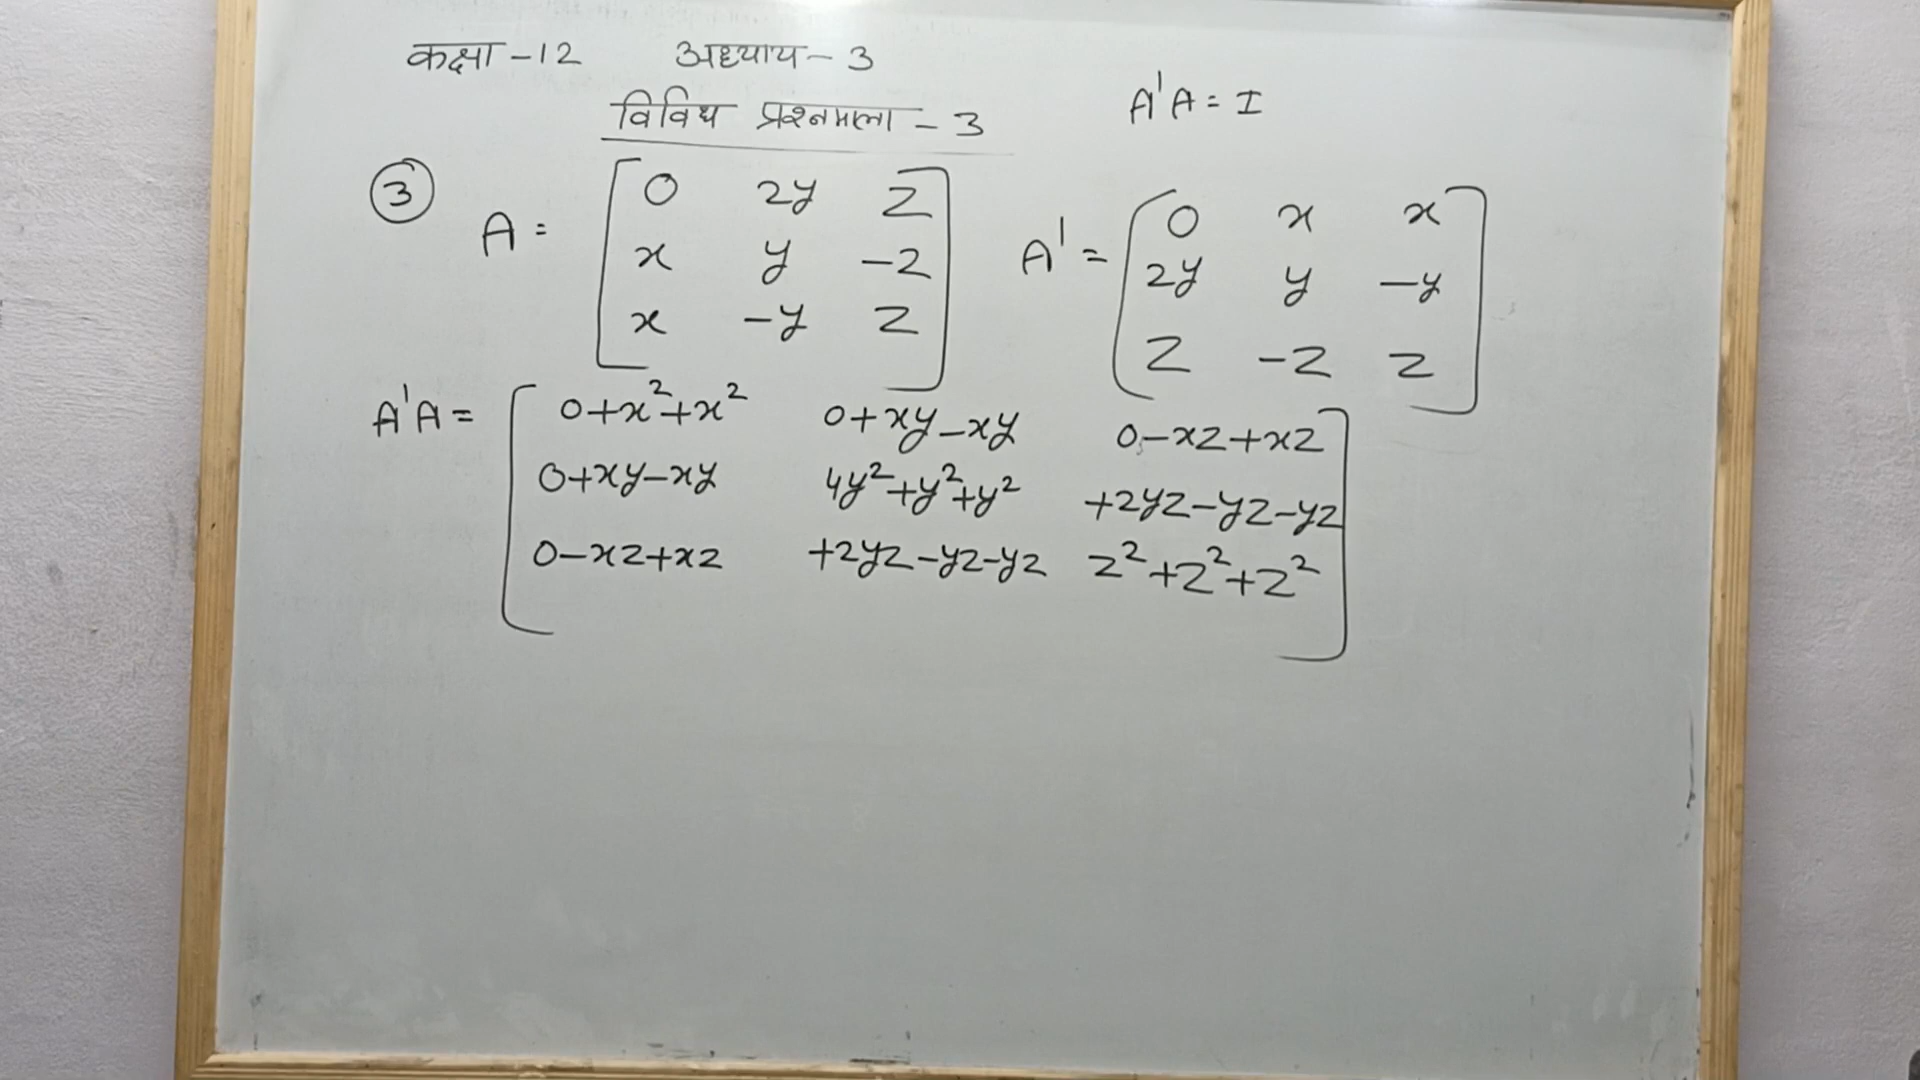 कक्षा -12 अध्याय - 3
A'A = I
विविध प्रश्नमाला - 3
③ A = [0 2y z
x y -z
x -y z]
A' = [0 x x
2y y -y
z -z z]
A'A = [0+x²+x² 0+xy-xy 0-xz+xz
0+xy-xy 4y²+y²+y² +2yz-yz-yz
0-xz+xz +2yz-yz-yz z²+z²+z²]